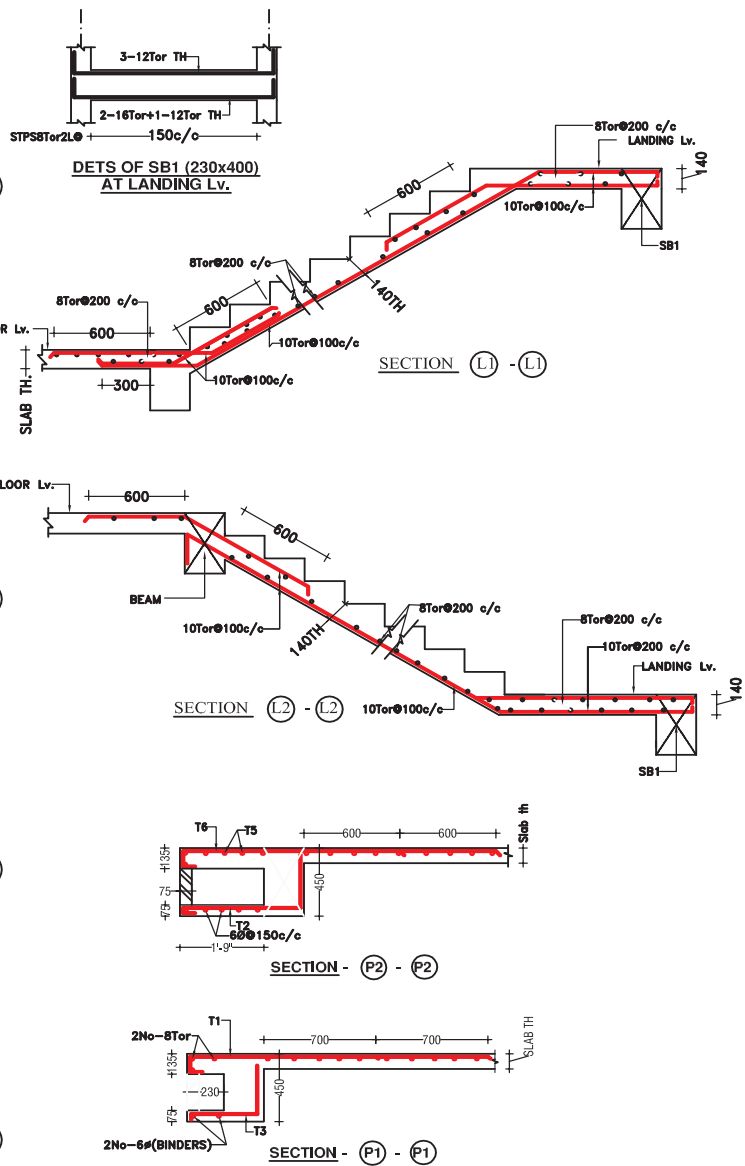 3-12Tor TH
2-16Tor+1-12Tor TH
STPS8Tor2L@
150c/c
DETS OF SB1 (230x400)
AT LANDING Lv.
8Tor@200 c/c
LANDING Lv.
140
600
10Tor@100c/c
SB1
8Tor@200 c/c
140TH
8Tor@200 c/c
600
OR Lv.
600
10Tor@100c/c
10Tor@100c/c
300
SLAB TH.
SECTION L1 - L1
LOOR Lv.
600
600
BEAM
8Tor@200 c/c
8Tor@200 c/c
10Tor@100c/c
140TH
10Tor@200 c/c
LANDING Lv.
140
SECTION L2 - L2
10Tor@100c/c
SB1
Slab th
T6
T5
600
600
135
450
75
75
T2
6Ø@150c/c
1'-9"
SECTION - P2 - P2
T1
2No-8Tor
700
700
SLAB TH
135
230
450
75
T3
2No-6ø(BINDERS)
SECTION - P1 - P1